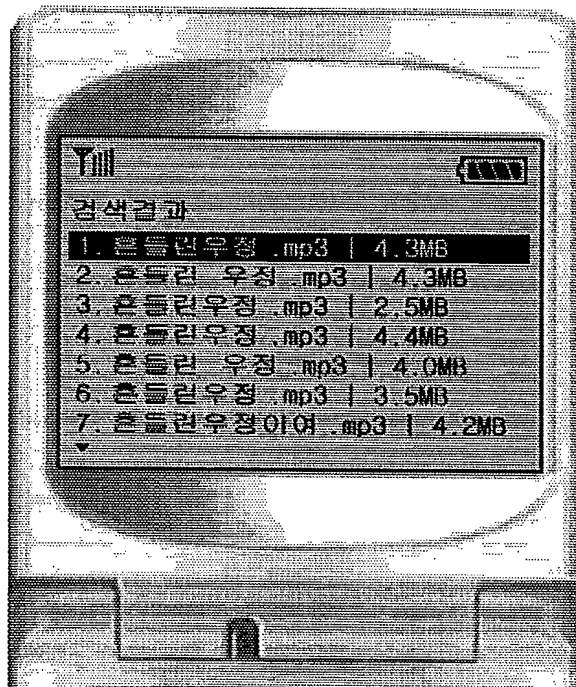 검색결과
1. 흔들린우정.mp3 | 4.3MB
2. 흔들린 우정.mp3 | 4.3MB
3. 흔들린우정.mp3 | 2.5MB
4. 흔들린우정.mp3 | 4.4MB
5. 흔들린 우정.mp3 | 4.0MB
6. 흔들린우정.mp3 | 3.5MB
7. 흔들린우정이여.mp3 | 4.2MB